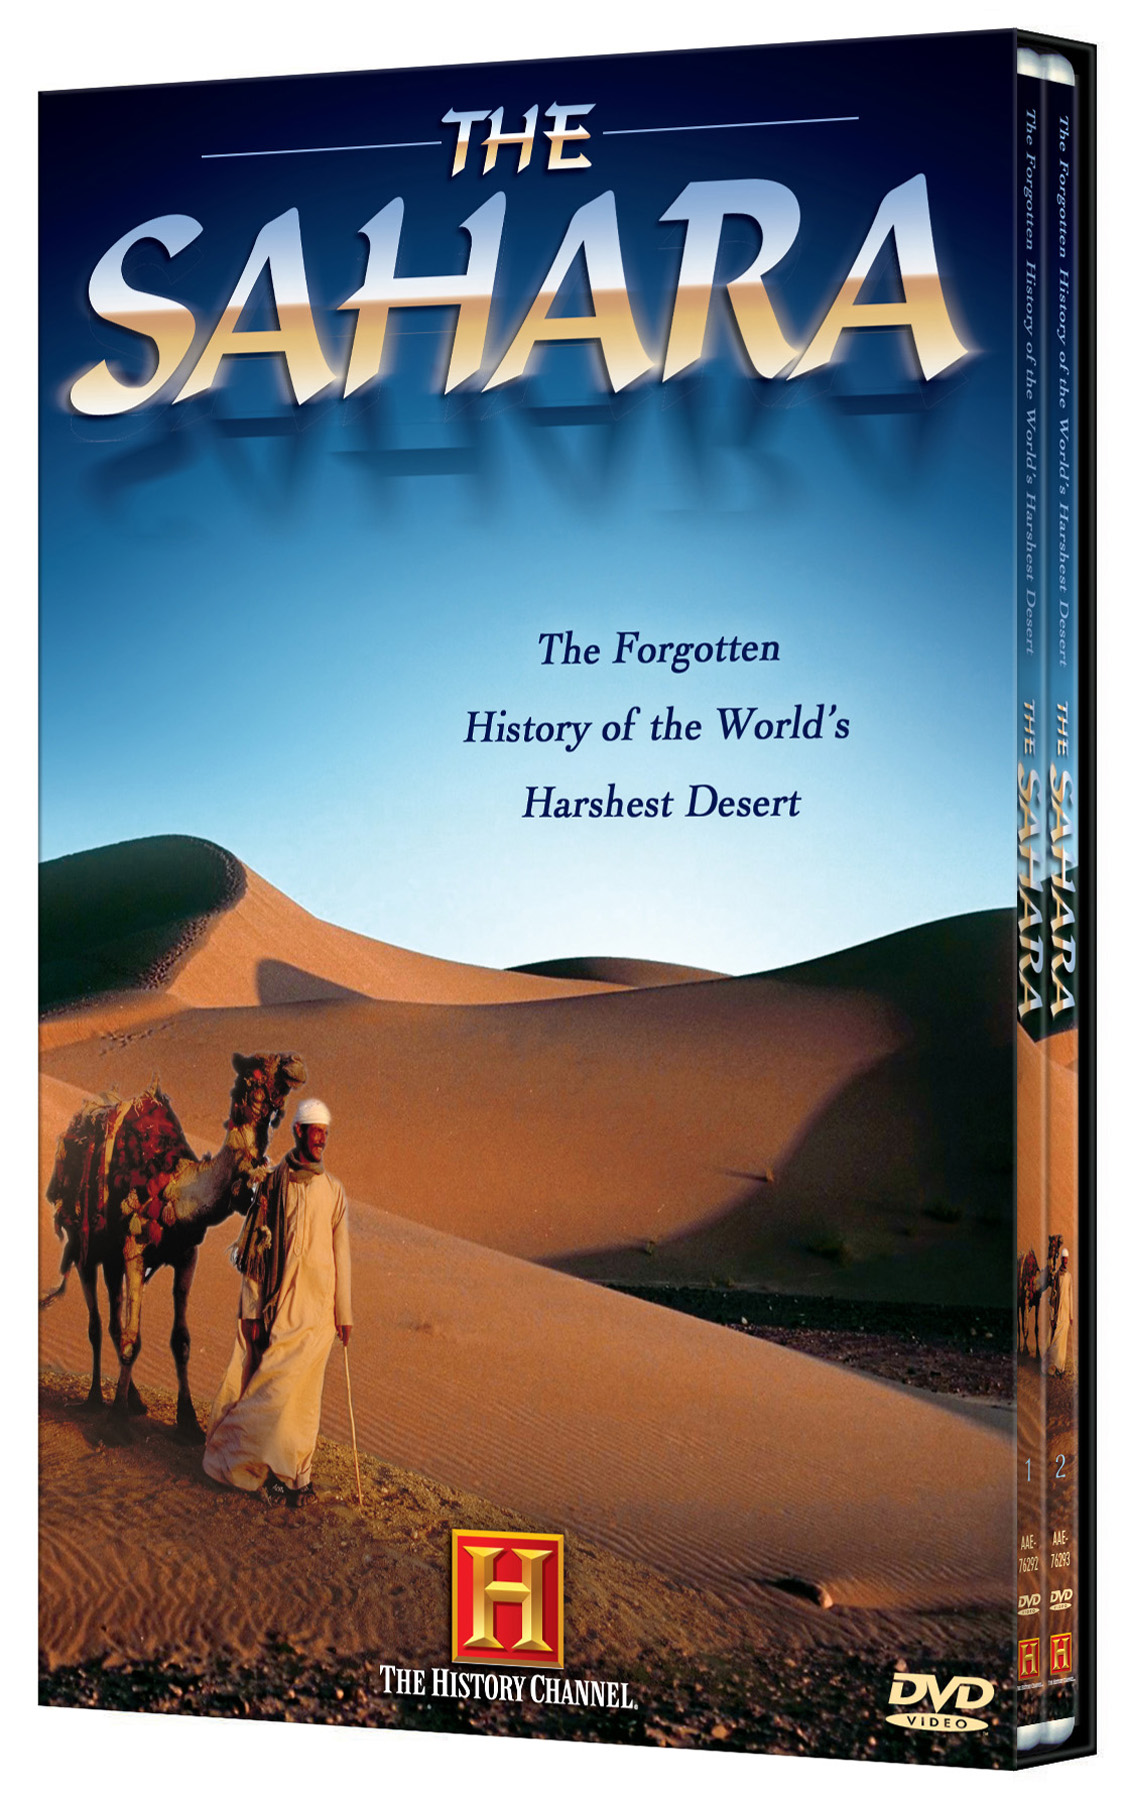 THE
SAHARA
The Forgotten
History of the World's
Harshest Desert
H
THE HISTORY CHANNEL.
DVD
VIDEO
The Forgotten History of the World's Harshest Desert
THE SAHARA
1
AAE-
76292
DVD
VIDEO
H
The Forgotten History of the World's Harshest Desert
THE SAHARA
2
AAE-
76293
DVD
VIDEO
H